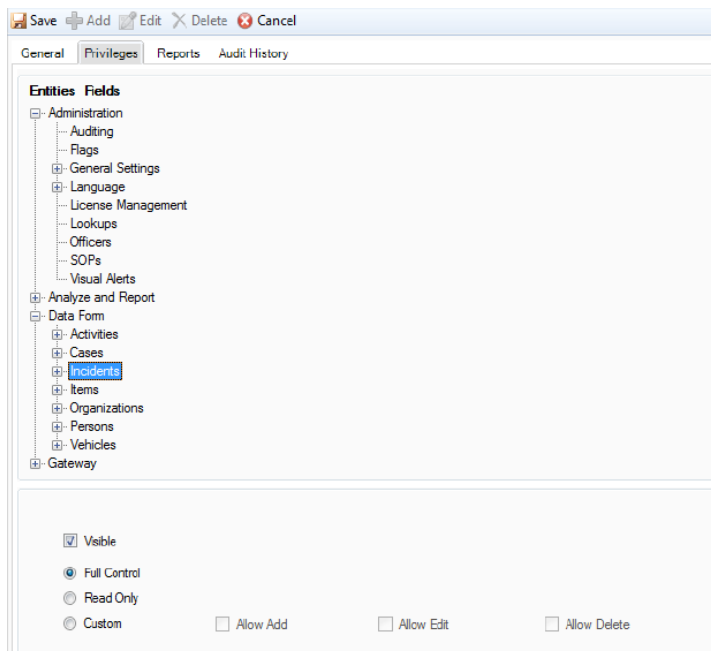 Save Add Edit Delete Cancel
General Privileges Reports Audit History
Entities Fields
Administration
Auditing
Flags
General Settings
Language
License Management
Lookups
Officers
SOPs
Visual Alerts
Analyze and Report
Data Form
Activities
Cases
Incidents
Items
Organizations
Persons
Vehicles
Gateway
Visible
Full Control
Read Only
Custom Allow Add Allow Edit Allow Delete